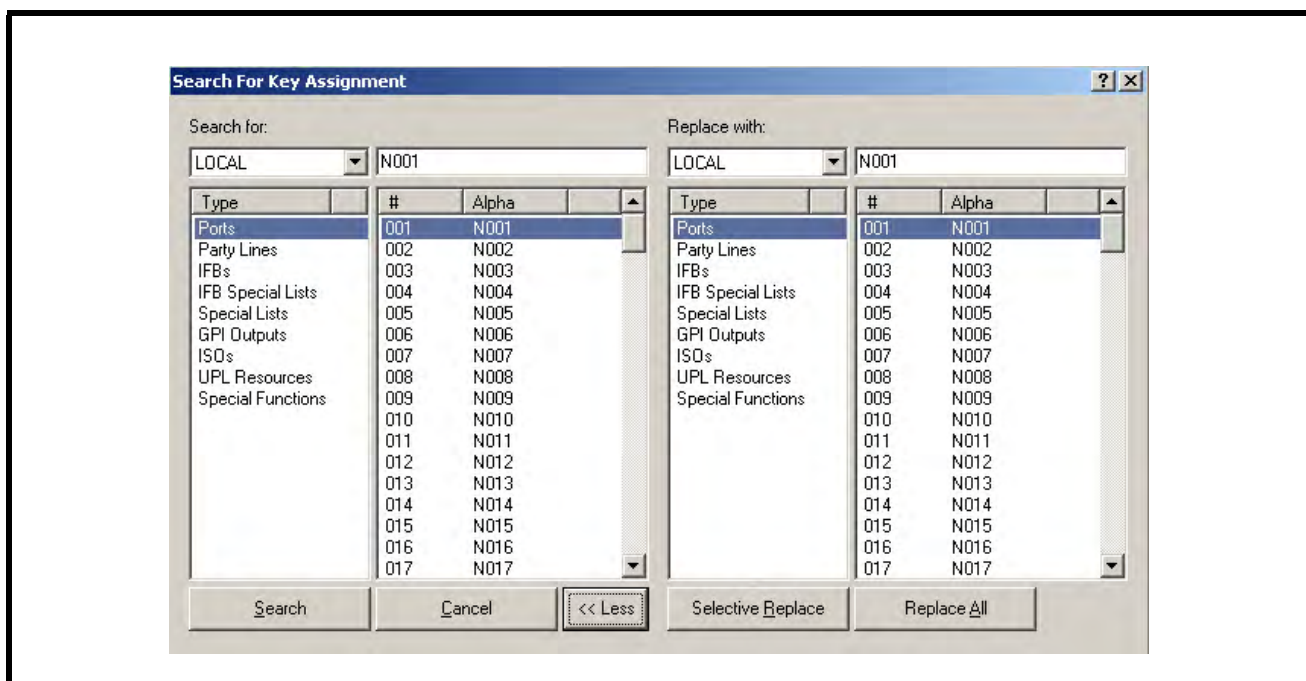 Search For Key Assignment
Search for:
Replace with:
LOCAL N001
LOCAL N001
Type # Alpha
Type # Alpha
Ports 001 N001
Ports 001 N001
Party Lines 002 N002
Party Lines 002 N002
IFBs 003 N003
IFBs 003 N003
IFB Special Lists 004 N004
IFB Special Lists 004 N004
Special Lists 005 N005
Special Lists 005 N005
GPI Outputs 006 N006
GPI Outputs 006 N006
ISOs 007 N007
ISOs 007 N007
UPL Resources 008 N008
UPL Resources 008 N008
Special Functions 009 N009
Special Functions 009 N009
010 N010
010 N010
011 N011
011 N011
012 N012
012 N012
013 N013
013 N013
014 N014
014 N014
015 N015
015 N015
016 N016
016 N016
017 N017
017 N017
Search Cancel << Less
Selective Replace Replace All